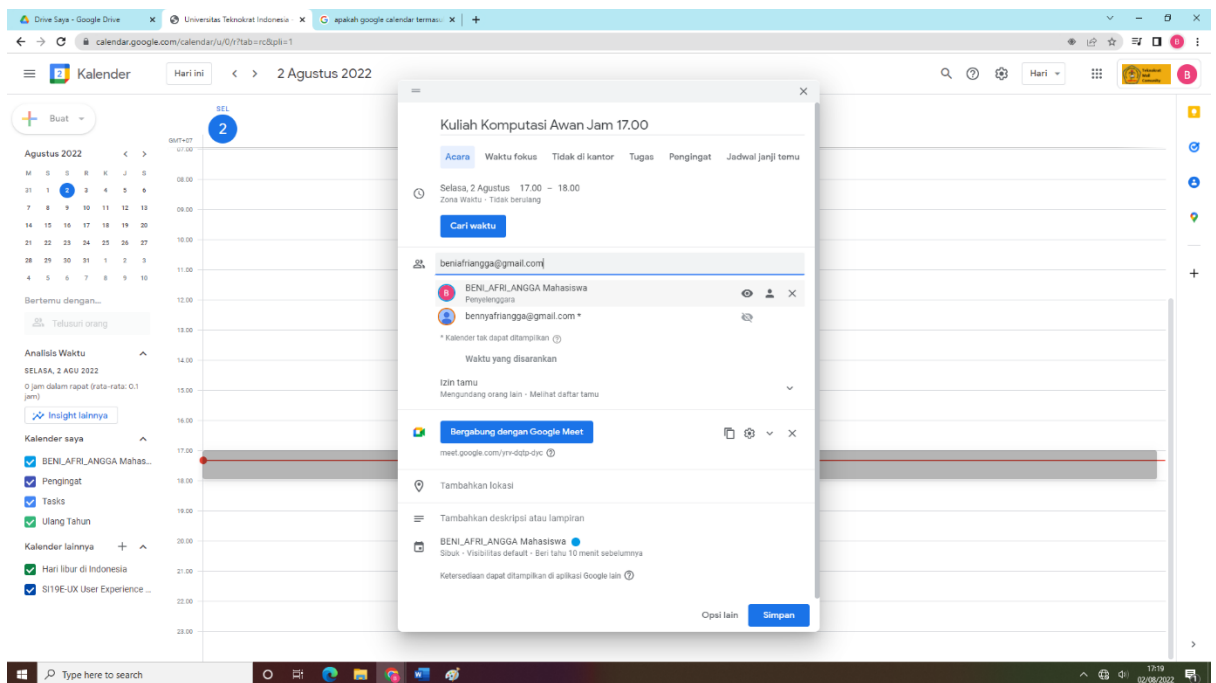 Drive Saya - Google Drive
Universitas Teknokrat Indonesia -
apakah google calendar termasu
calendar.google.com/calendar/u/0/r?tab=rc&pli=1
Kalender
Hari ini
2 Agustus 2022
Hari
B
Buat
SEL
2
GMT+07
Agustus 2022
M S S R K J S
31 1 2 3 4 5 6
7 8 9 10 11 12 13
14 15 16 17 18 19 20
21 22 23 24 25 26 27
28 29 30 31 1 2 3
4 5 6 7 8 9 10
Bertemu dengan...
Telusuri orang
Analisis Waktu
SELASA, 2 AGU 2022
0 jam dalam rapat (rata-rata: 0.1
jam)
Insight lainnya
Kalender saya
BENI_AFRI_ANGGA Mahas...
Pengingat
Tasks
Ulang Tahun
Kalender lainnya
Hari libur di Indonesia
SI19E-UX User Experience ...
07.00
08.00
09.00
10.00
11.00
12.00
13.00
14.00
15.00
16.00
17.00
18.00
19.00
20.00
21.00
22.00
23.00
Kuliah Komputasi Awan Jam 17.00
Acara Waktu fokus Tidak di kantor Tugas Pengingat Jadwal janji temu
Selasa, 2 Agustus 17.00 – 18.00
Zona Waktu - Tidak berulang
Cari waktu
beniafriangga@gmail.com
B BENI_AFRI_ANGGA Mahasiswa
Penyelenggara
bennyafriangga@gmail.com *
* Kalender tak dapat ditampilkan
Waktu yang disarankan
Izin tamu
Mengundang orang lain - Melihat daftar tamu
Bergabung dengan Google Meet
meet.google.com/yrv-dqtp-dyc
Tambahkan lokasi
Tambahkan deskripsi atau lampiran
BENI_AFRI_ANGGA Mahasiswa
Sibuk - Visibilitas default - Beri tahu 10 menit sebelumnya
Ketersediaan dapat ditampilkan di aplikasi Google lain
Opsi lain
Simpan
Type here to search
17:19
02/08/2022